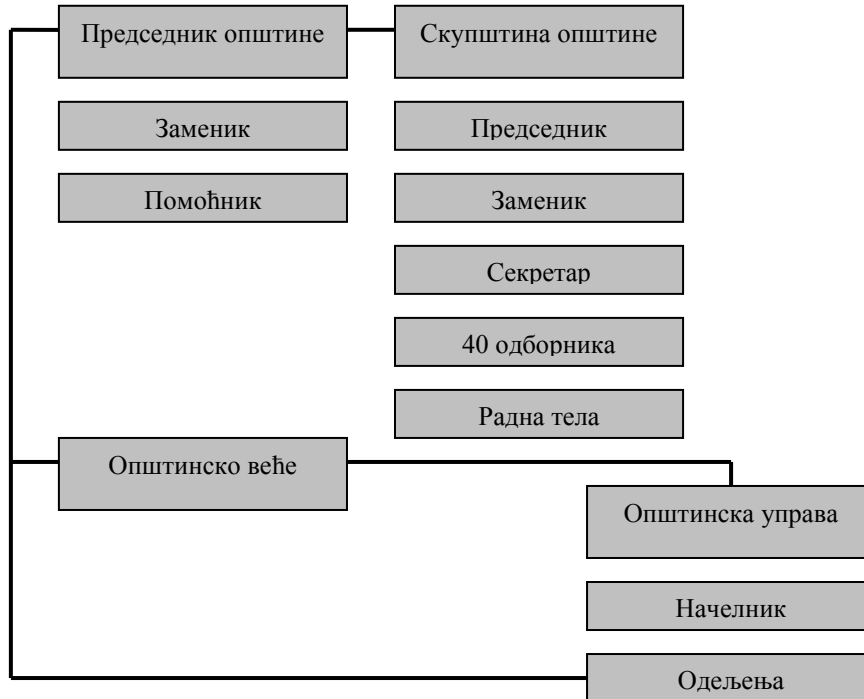 Председник општине
Скупштина општине
Заменик
Председник
Помоћник
Заменик
Секретар
40 одборника
Радна тела
Општинско веће
Општинска управа
Начелник
Одељења